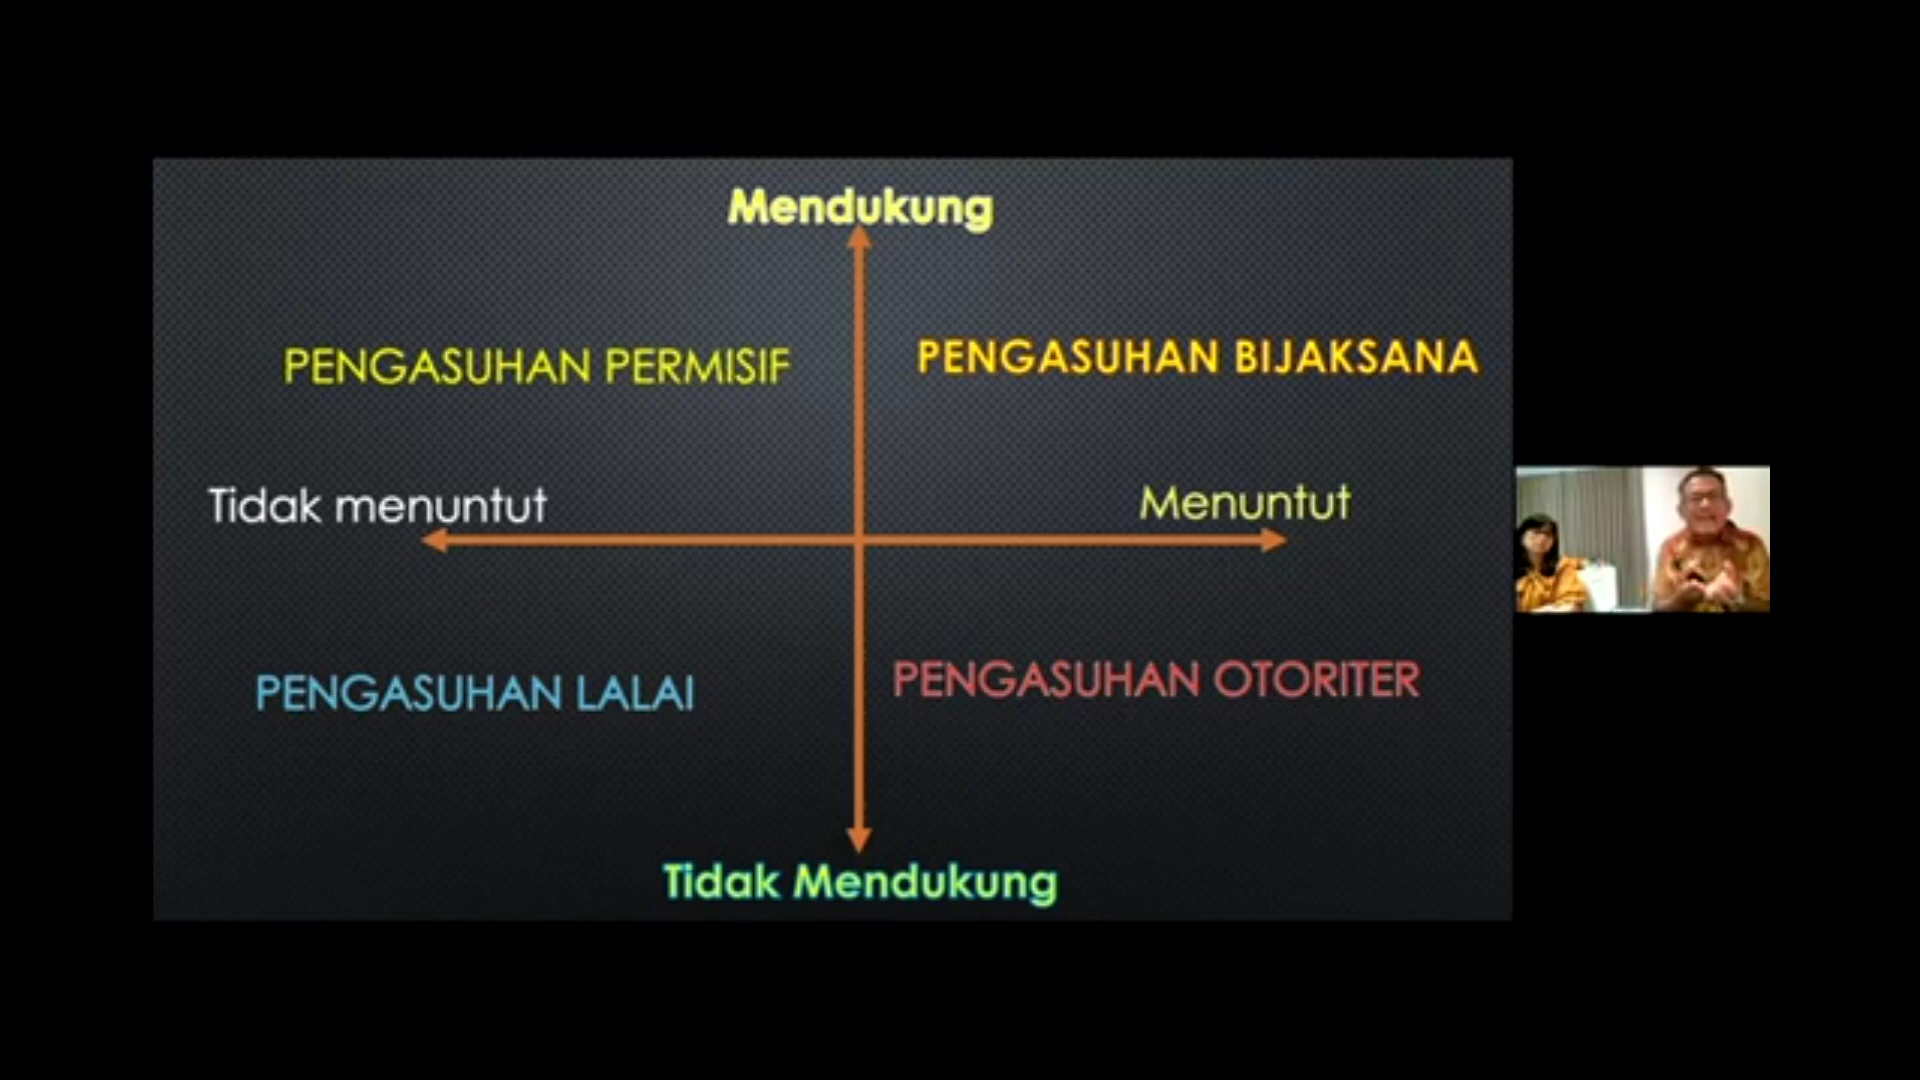 Mendukung
PENGASUHAN PERMISIF
PENGASUHAN BIJAKSANA
Tidak menuntut
Menuntut
PENGASUHAN LALAI
PENGASUHAN OTORITER
Tidak Mendukung